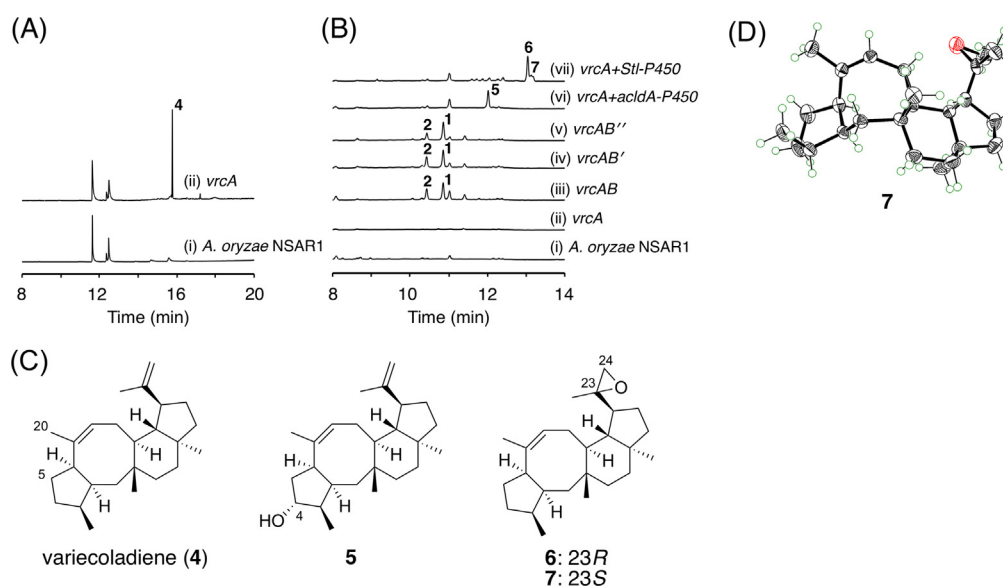 (A)
4
(ii) vrcA
(i) A. oryzae NSAR1
8 12 16 20
Time (min)
(B)
6
7 (vii) vrcA+Stl-P450
5
(vi) vrcA+acldA-P450
2 1 (v) vrcAB′′
2 1 (iv) vrcAB′
2 1 (iii) vrcAB
(ii) vrcA
(i) A. oryzae NSAR1
8 10 12 14
Time (min)
(D)
7
(C)
20
H
H
H
5
H
variecoladiene (4)
H
H
H
H
HO
4
5
24
23
O
H
H
H
H
6: 23R
7: 23S